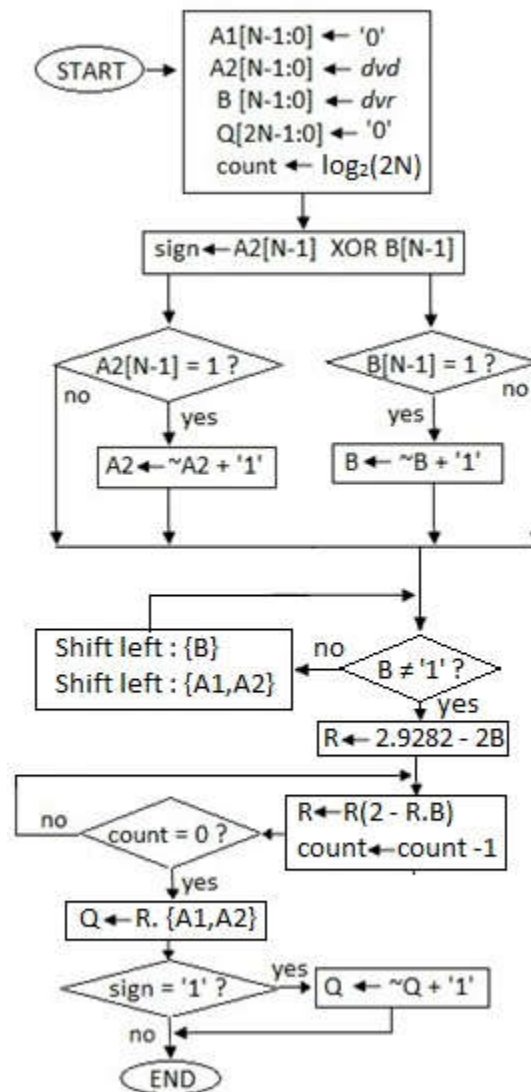 START
A1[N-1:0] ← '0'
A2[N-1:0] ← dvd
B [N-1:0] ← dvr
Q[2N-1:0] ← '0'
count ← log₂(2N)
sign ← A2[N-1] XOR B[N-1]
A2[N-1] = 1 ?
no
yes
A2 ← ~A2 + '1'
B[N-1] = 1 ?
no
yes
B ← ~B + '1'
Shift left : {B}
Shift left : {A1,A2}
no
B ≠ '1' ?
yes
R ← 2.9282 - 2B
R ← R(2 - R.B)
count ← count -1
no
count = 0 ?
yes
Q ← R. {A1,A2}
sign = '1' ?
yes
Q ← ~Q + '1'
no
END